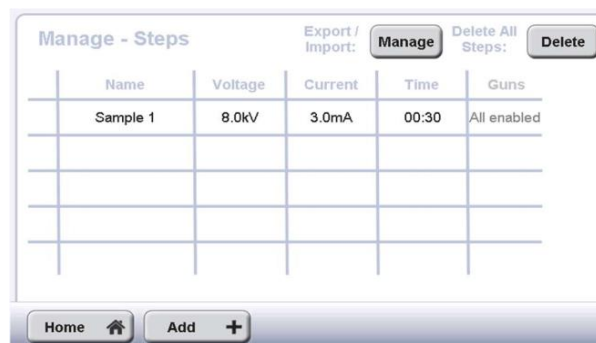 Manage - Steps
Export / Import:
Manage
Delete All Steps:
Delete
Name Voltage Current Time Guns
Sample 1 8.0kV 3.0mA 00:30 All enabled
Home
Add